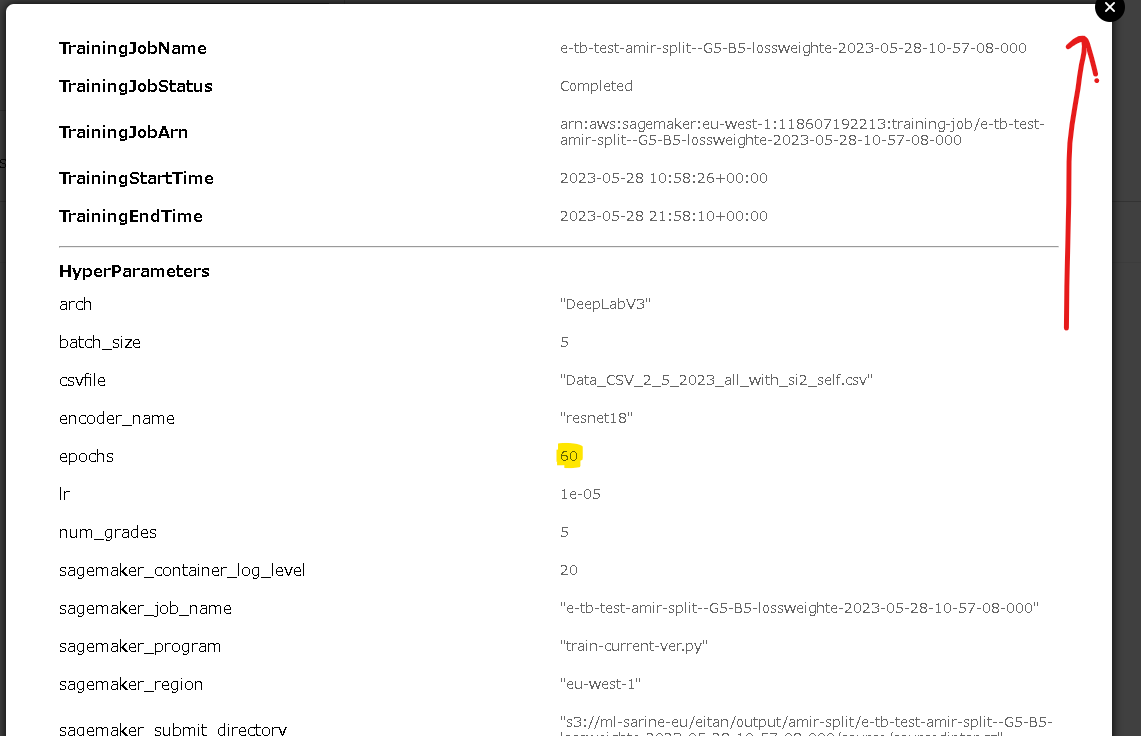 TrainingJobName e-tb-test-amir-split--G5-B5-lossweighte-2023-05-28-10-57-08-000
TrainingJobStatus Completed
TrainingJobArn arn:aws:sagemaker:eu-west-1:118607192213:training-job/e-tb-test-
amir-split--G5-B5-lossweighte-2023-05-28-10-57-08-000
TrainingStartTime 2023-05-28 10:58:26+00:00
TrainingEndTime 2023-05-28 21:58:10+00:00
HyperParameters
arch "DeepLabV3"
batch_size 5
csvfile "Data_CSV_2_5_2023_all_with_si2_self.csv"
encoder_name "resnet18"
epochs 60
lr 1e-05
num_grades 5
sagemaker_container_log_level 20
sagemaker_job_name "e-tb-test-amir-split--G5-B5-lossweighte-2023-05-28-10-57-08-000"
sagemaker_program "train-current-ver.py"
sagemaker_region "eu-west-1"
sagemaker_submit_directory "s3://ml-sarine-eu/eitan/output/amir-split/e-tb-test-amir-split--G5-B5-